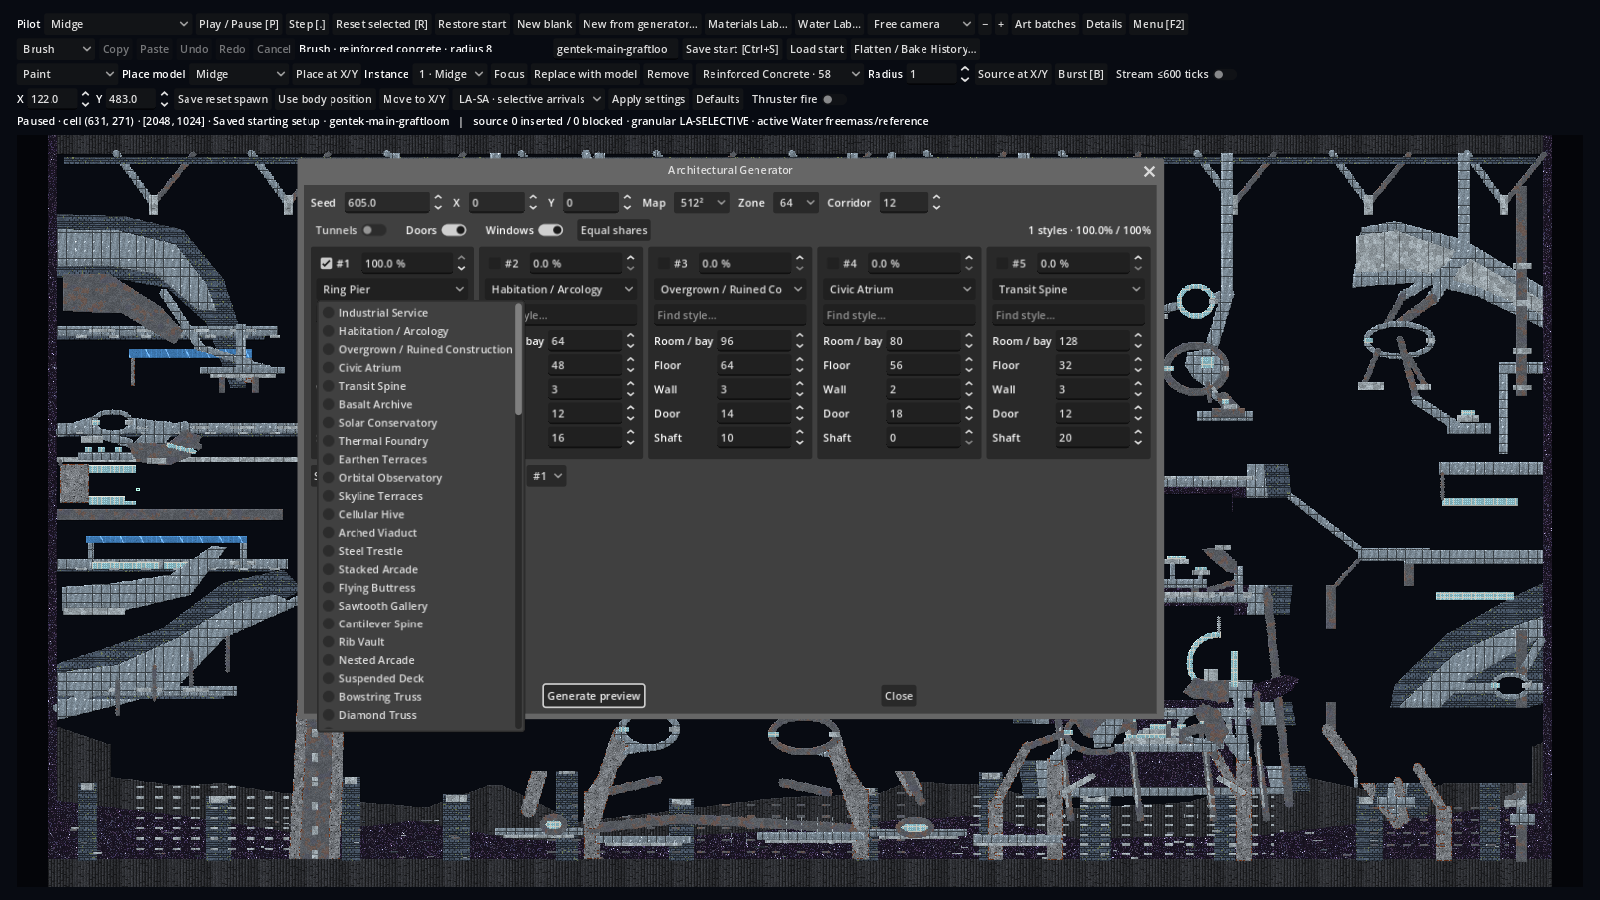 Pilot Midge Play / Pause [P] Step [.] Reset selected [R] Restore start New blank New from generator... Materials Lab... Water Lab... Free camera − + Art batches Details Menu [F2]
Brush Copy Paste Undo Redo Cancel Brush · reinforced concrete · radius 8 gentek-main-graftloo Save start [Ctrl+S] Load start Flatten / Bake History...
Paint Place model Midge Place at X/Y Instance 1 · Midge Focus Replace with model Remove Reinforced Concrete · 58 Radius 1 Source at X/Y Burst [B] Stream ≤600 ticks
X 122.0 Y 483.0 Save reset spawn Use body position Move to X/Y LA-SA · selective arrivals Apply settings Defaults Thruster fire
Paused · cell (631, 271) · [2048, 1024] · Saved starting setup · gentek-main-graftloom | source 0 inserted / 0 blocked · granular LA-SELECTIVE · active Water freemass/reference
Architectural Generator
Seed 605.0 X 0 Y 0 Map 512² Zone 64 Corridor 12
Tunnels Doors Windows Equal shares 1 styles · 100.0% / 100%
#1 100.0 % #2 0.0 % #3 0.0 % #4 0.0 % #5 0.0 %
Ring Pier Habitation / Arcology Overgrown / Ruined Co Civic Atrium Transit Spine
Industrial Service yle... Find style... Find style... Find style...
Habitation / Arcology bay 64 Room / bay 96 Room / bay 80 Room / bay 128
Overgrown / Ruined Construction
Civic Atrium 48 Floor 64 Floor 56 Floor 32
Transit Spine 3 Wall 3 Wall 2 Wall 3
Basalt Archive 12 Door 14 Door 18 Door 12
Solar Conservatory
Thermal Foundry 16 Shaft 10 Shaft 0 Shaft 20
Earthen Terraces
Orbital Observatory #1
Skyline Terraces
Cellular Hive
Arched Viaduct
Steel Trestle
Stacked Arcade
Flying Buttress
Sawtooth Gallery
Cantilever Spine
Rib Vault
Nested Arcade
Suspended Deck
Bowstring Truss Generate preview Close
Diamond Truss